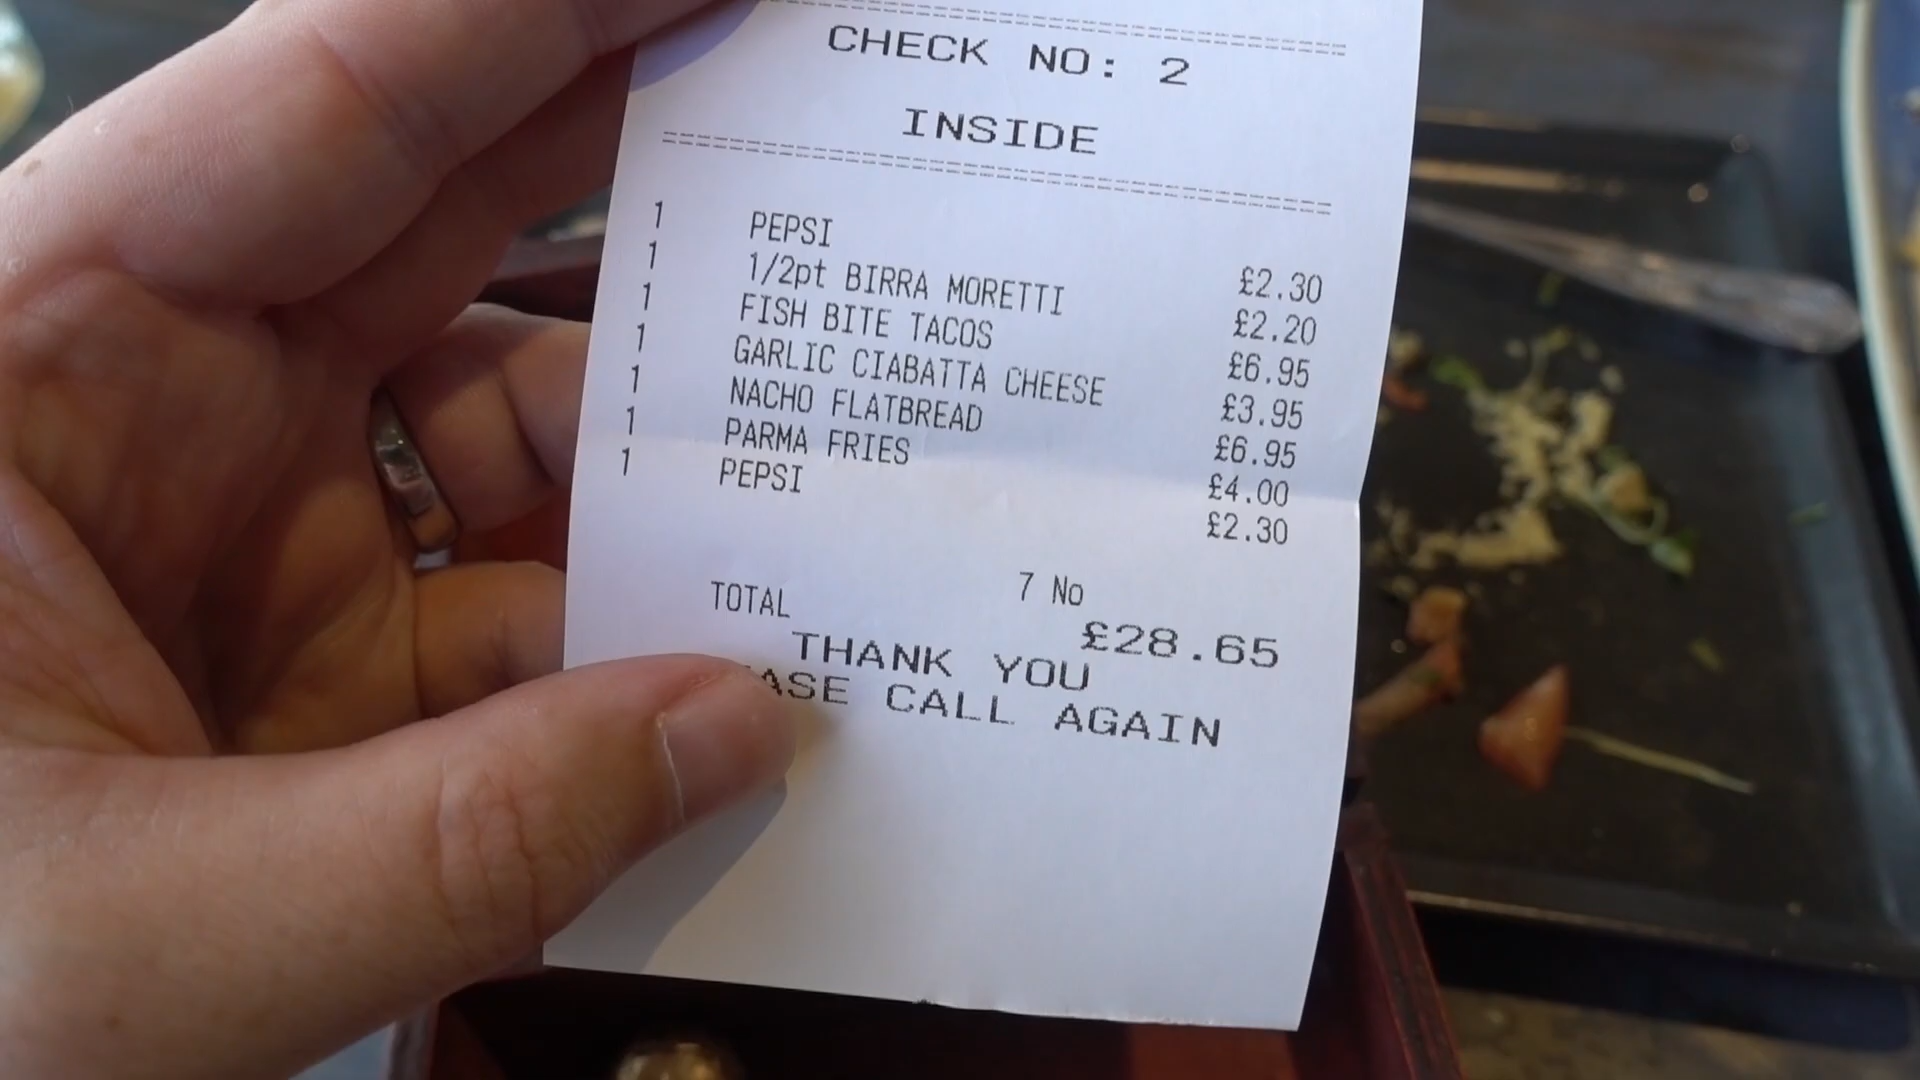 CHECK NO: 2
INSIDE
1 PEPSI £2.30
1 1/2pt BIRRA MORETTI £2.20
1 FISH BITE TACOS £6.95
1 GARLIC CIABATTA CHEESE £3.95
1 NACHO FLATBREAD £6.95
1 PARMA FRIES £4.00
1 PEPSI £2.30
7 No
TOTAL £28.65
THANK YOU
CALL AGAIN